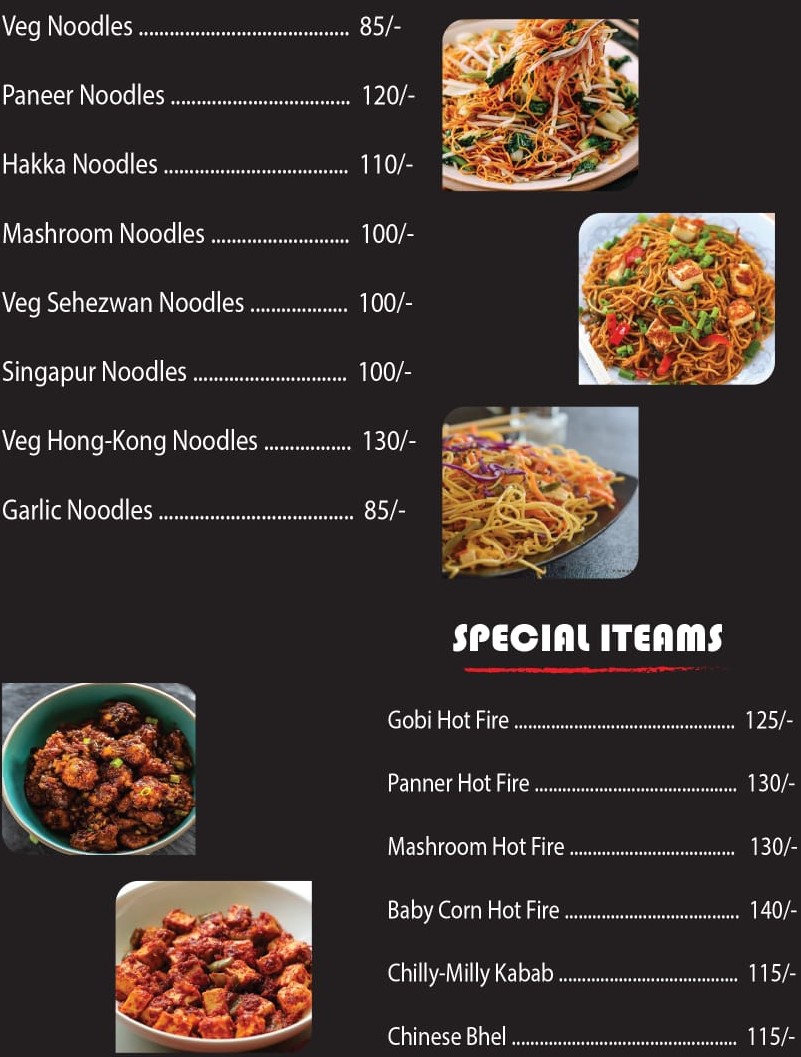 Veg Noodles ........................................ 85/-
Paneer Noodles ................................... 120/-
Hakka Noodles .................................... 110/-
Mashroom Noodles ........................... 100/-
Veg Sehezwan Noodles ................... 100/-
Singapur Noodles .............................. 100/-
Veg Hong-Kong Noodles ................. 130/-
Garlic Noodles ...................................... 85/-
SPECIAL ITEAMS
Gobi Hot Fire ................................................ 125/-
Panner Hot Fire ............................................ 130/-
Mashroom Hot Fire .................................... 130/-
Baby Corn Hot Fire ...................................... 140/-
Chilly-Milly Kabab ....................................... 115/-
Chinese Bhel ................................................. 115/-